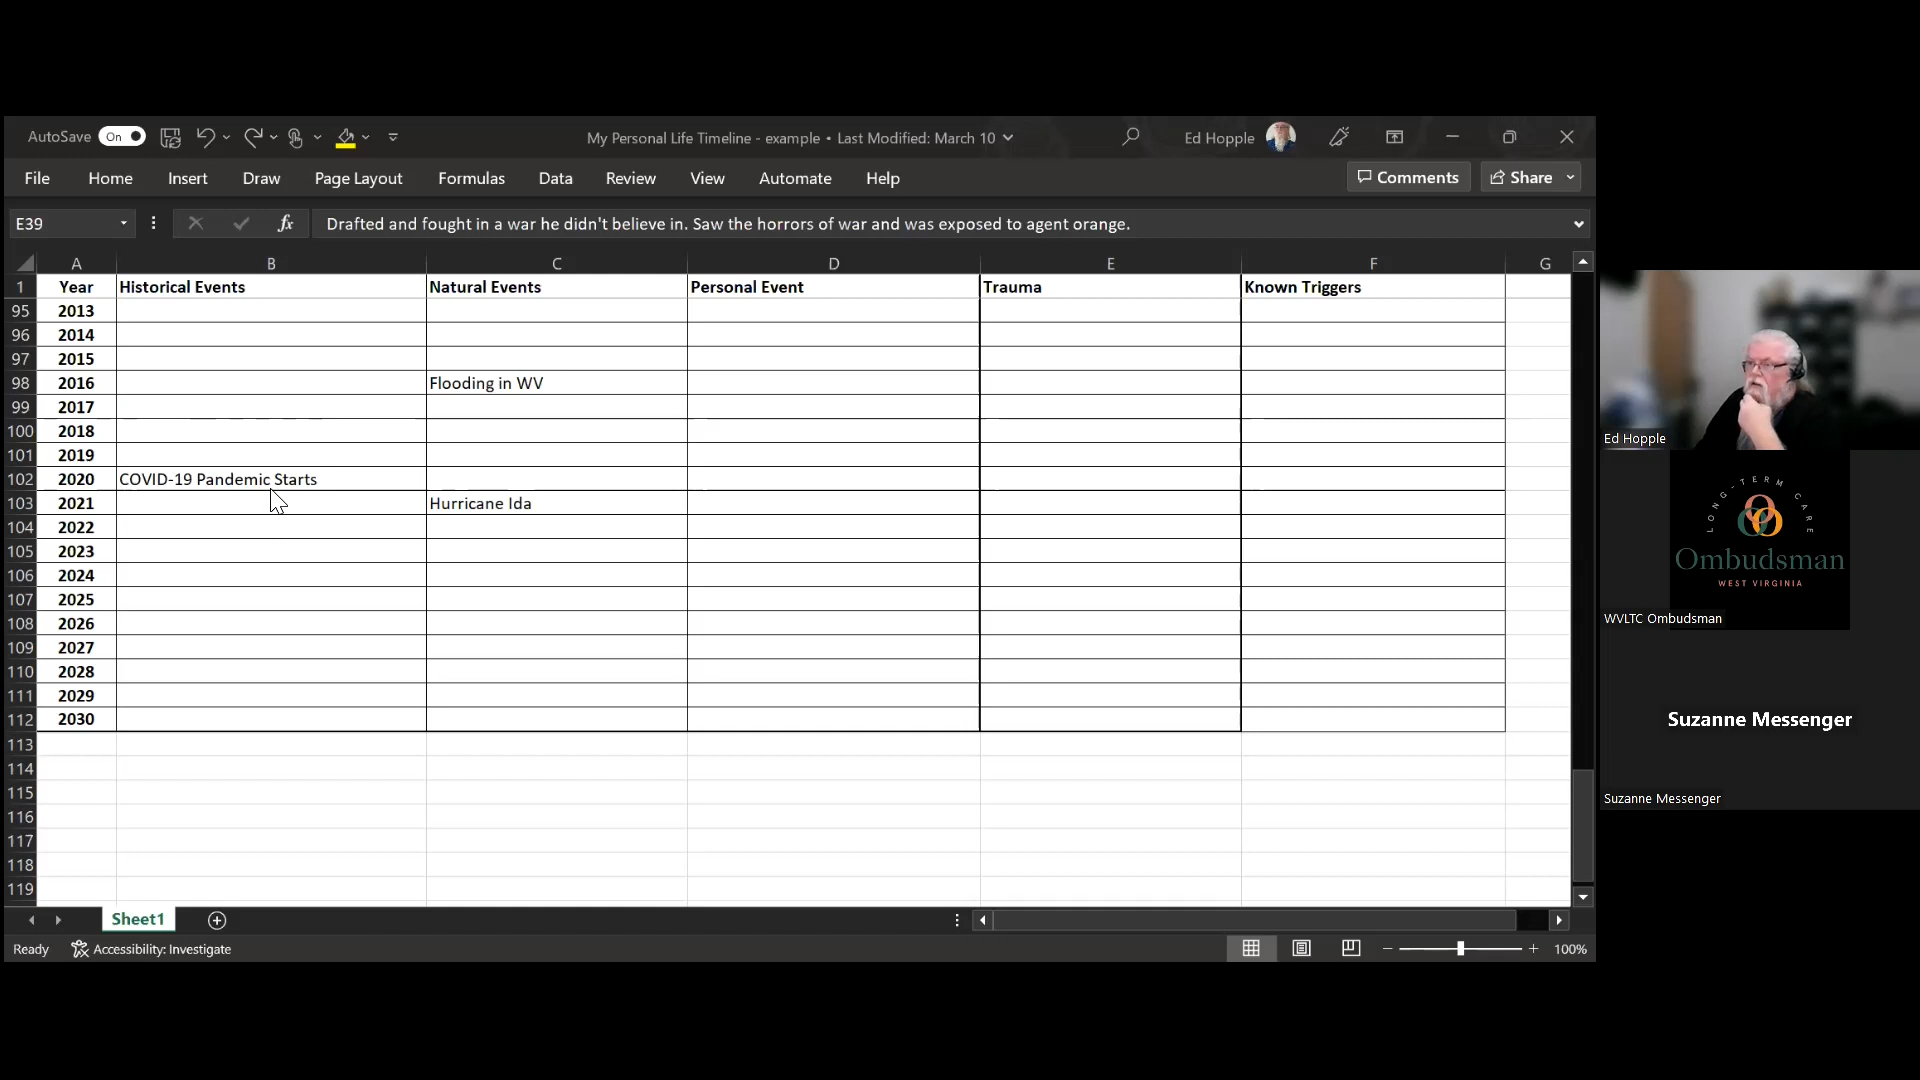 AutoSave On
My Personal Life Timeline - example • Last Modified: March 10
Ed Hopple
File Home Insert Draw Page Layout Formulas Data Review View Automate Help
Comments Share
E39 fx Drafted and fought in a war he didn't believe in. Saw the horrors of war and was exposed to agent orange.
A B C D E F G
1 Year Historical Events Natural Events Personal Event Trauma Known Triggers
95 2013
96 2014
97 2015
98 2016 Flooding in WV
99 2017
100 2018
101 2019
102 2020 COVID-19 Pandemic Starts
103 2021 Hurricane Ida
104 2022
105 2023
106 2024
107 2025
108 2026
109 2027
110 2028
111 2029
112 2030
113
114
115
116
117
118
119
Sheet1
Ready Accessibility: Investigate 100%
Ed Hopple
LONG-TERM CARE
Ombudsman
WEST VIRGINIA
WVLTC Ombudsman
Suzanne Messenger
Suzanne Messenger